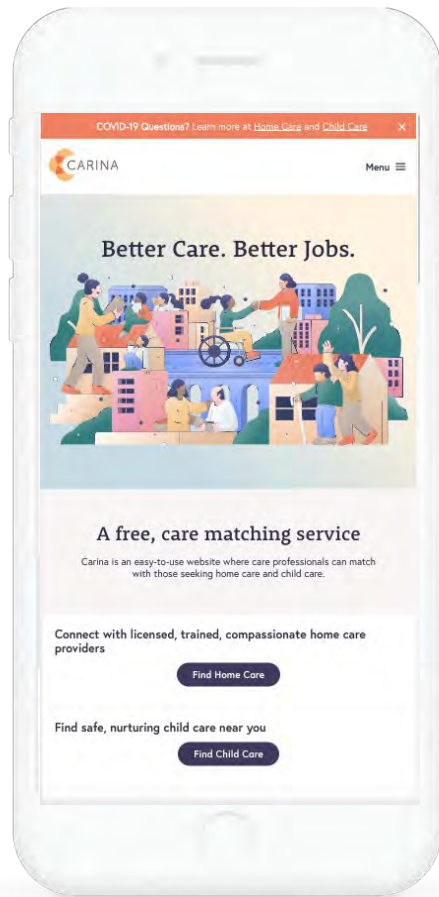 COVID-19 Questions? Learn more at Home Care and Child Care ×
CARINA
Menu ≡
Better Care. Better Jobs.
A free, care matching service
Carina is an easy-to-use website where care professionals can match
with those seeking home care and child care.
Connect with licensed, trained, compassionate home care
providers
Find Home Care
Find safe, nurturing child care near you
Find Child Care